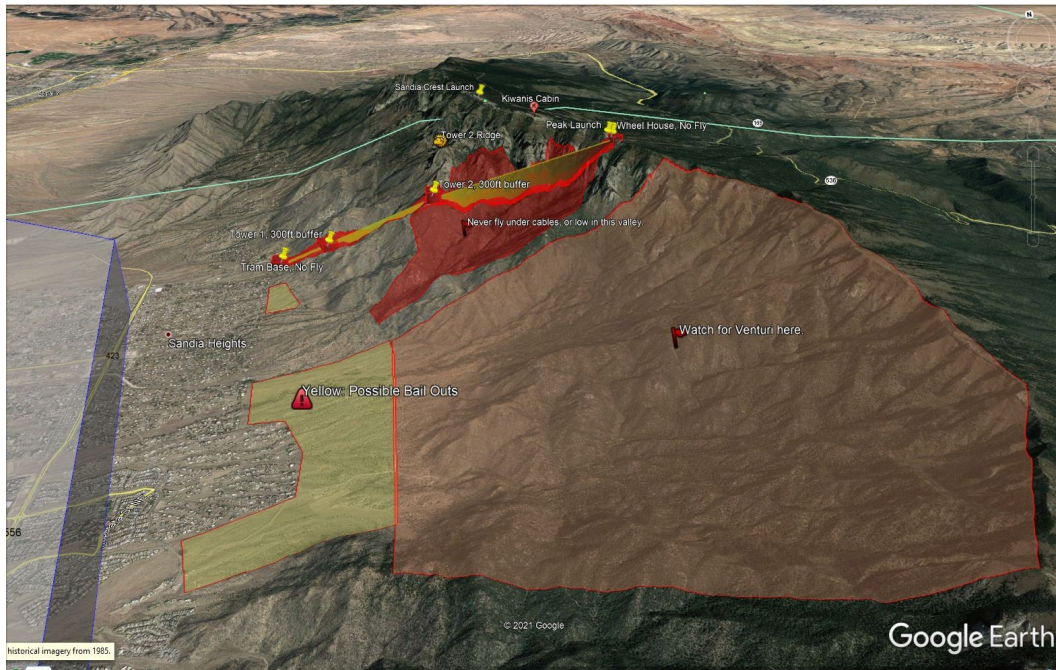 N
Sandia Crest Launch
Kiwanis Cabin
Peak Launch
Wheel House, No Fly
Tower 2 Ridge
536
Tower 2, 300ft buffer
Never fly under cables, or low in this valley.
Tower 1, 300ft buffer
Tram Base, No Fly
Watch for Venturi here.
Sandia Heights
423
Yellow: Possible Bail Outs
556
© 2021 Google
Google Earth
historical imagery from 1985.